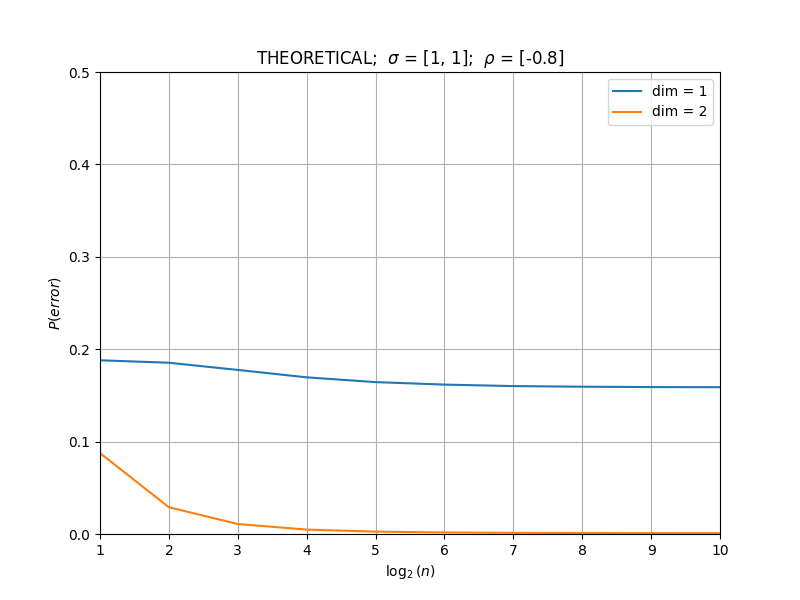 THEORETICAL; σ = [1, 1]; ρ = [-0.8]
dim = 1
dim = 2
0.5
0.4
0.3
0.2
0.1
0.0
P(error)
1 2 3 4 5 6 7 8 9 10
log₂ (n)